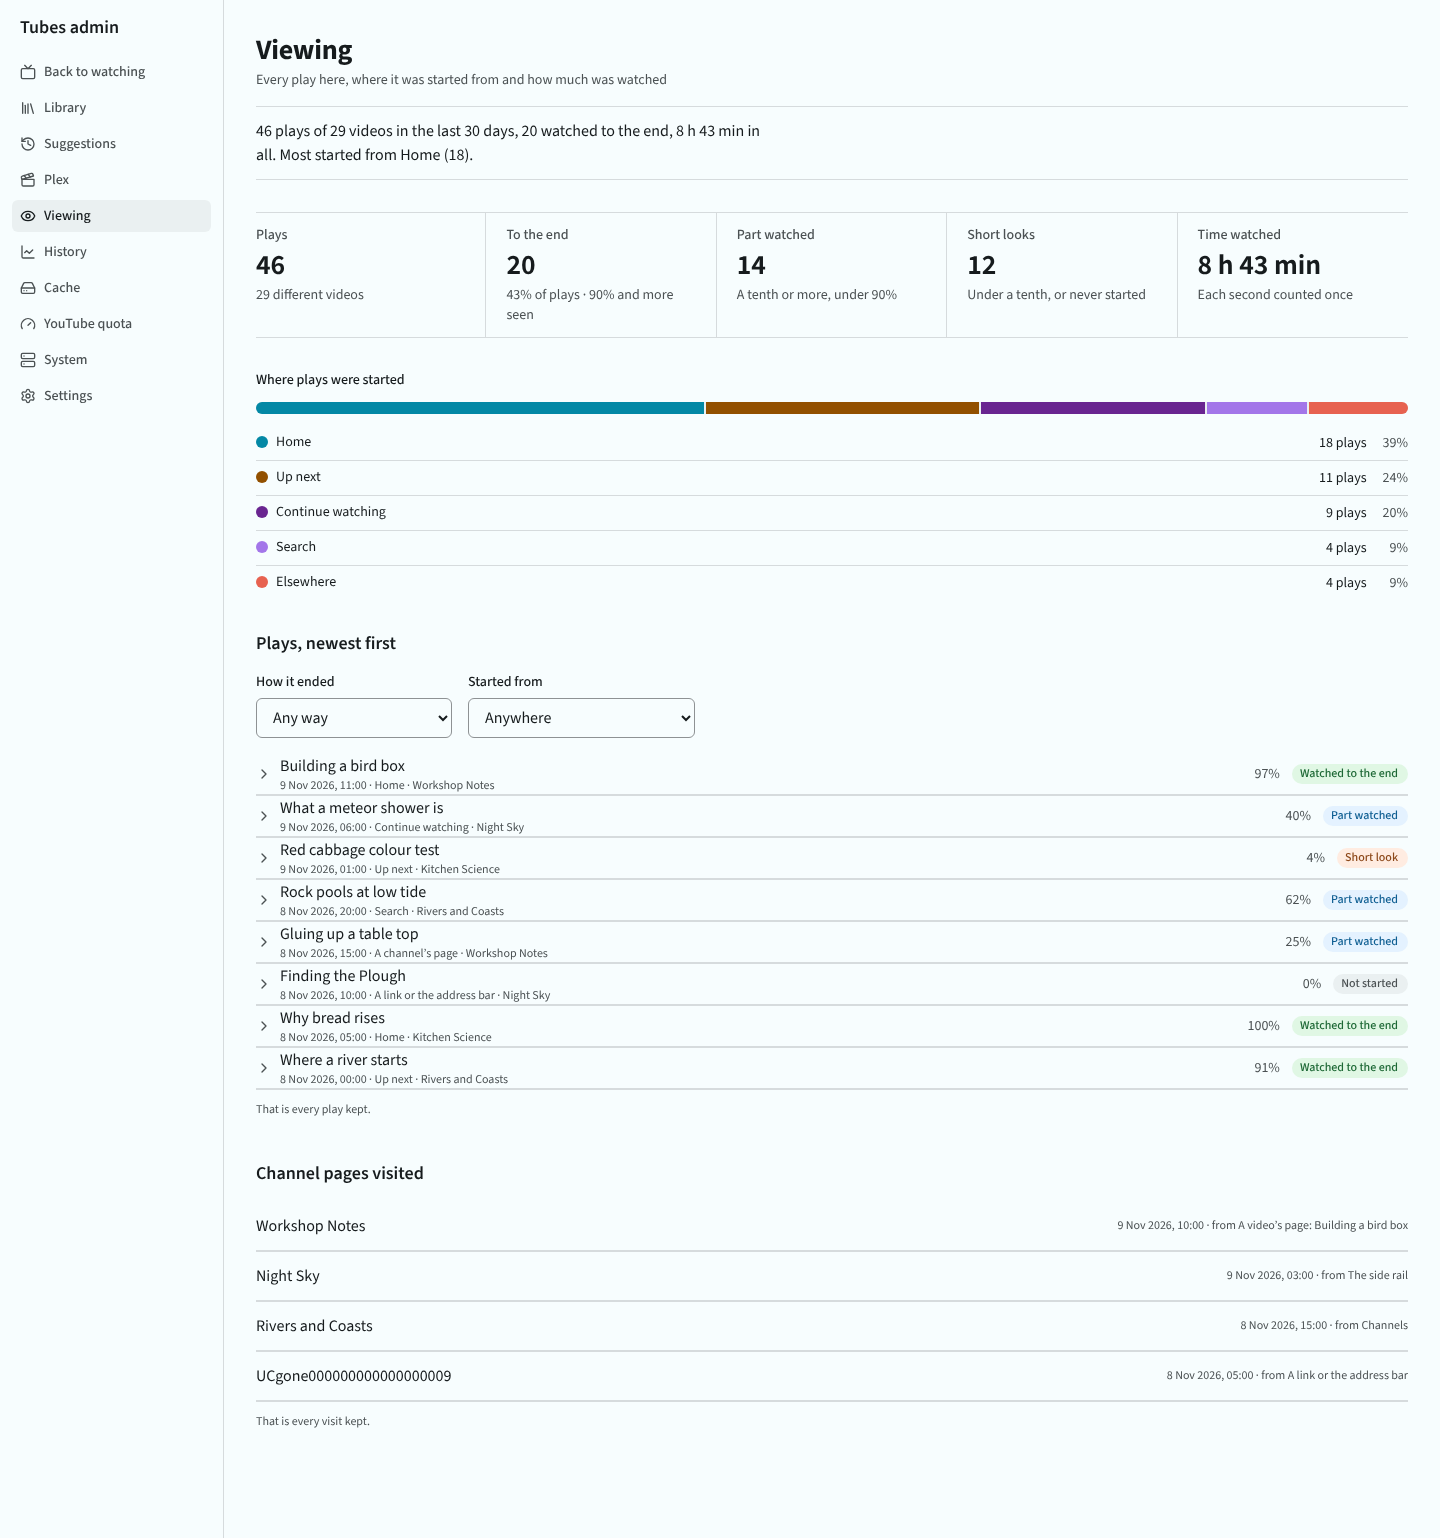 Tubes admin
Back to watching
Library
Suggestions
Plex
Viewing
History
Cache
YouTube quota
System
Settings
Viewing
Every play here, where it was started from and how much was watched
46 plays of 29 videos in the last 30 days, 20 watched to the end, 8 h 43 min in
all. Most started from Home (18).
Plays
46
29 different videos
To the end
20
43% of plays · 90% and more
seen
Part watched
14
A tenth or more, under 90%
Short looks
12
Under a tenth, or never started
Time watched
8 h 43 min
Each second counted once
Where plays were started
Home 18 plays 39%
Up next 11 plays 24%
Continue watching 9 plays 20%
Search 4 plays 9%
Elsewhere 4 plays 9%
Plays, newest first
How it ended Started from
Any way Anywhere
Building a bird box
9 Nov 2026, 11:00 · Home · Workshop Notes
97% Watched to the end
What a meteor shower is
9 Nov 2026, 06:00 · Continue watching · Night Sky
40% Part watched
Red cabbage colour test
9 Nov 2026, 01:00 · Up next · Kitchen Science
4% Short look
Rock pools at low tide
8 Nov 2026, 20:00 · Search · Rivers and Coasts
62% Part watched
Gluing up a table top
8 Nov 2026, 15:00 · A channel’s page · Workshop Notes
25% Part watched
Finding the Plough
8 Nov 2026, 10:00 · A link or the address bar · Night Sky
0% Not started
Why bread rises
8 Nov 2026, 05:00 · Home · Kitchen Science
100% Watched to the end
Where a river starts
8 Nov 2026, 00:00 · Up next · Rivers and Coasts
91% Watched to the end
That is every play kept.
Channel pages visited
Workshop Notes 9 Nov 2026, 10:00 · from A video’s page: Building a bird box
Night Sky 9 Nov 2026, 03:00 · from The side rail
Rivers and Coasts 8 Nov 2026, 15:00 · from Channels
UCgone000000000000000009 8 Nov 2026, 05:00 · from A link or the address bar
That is every visit kept.